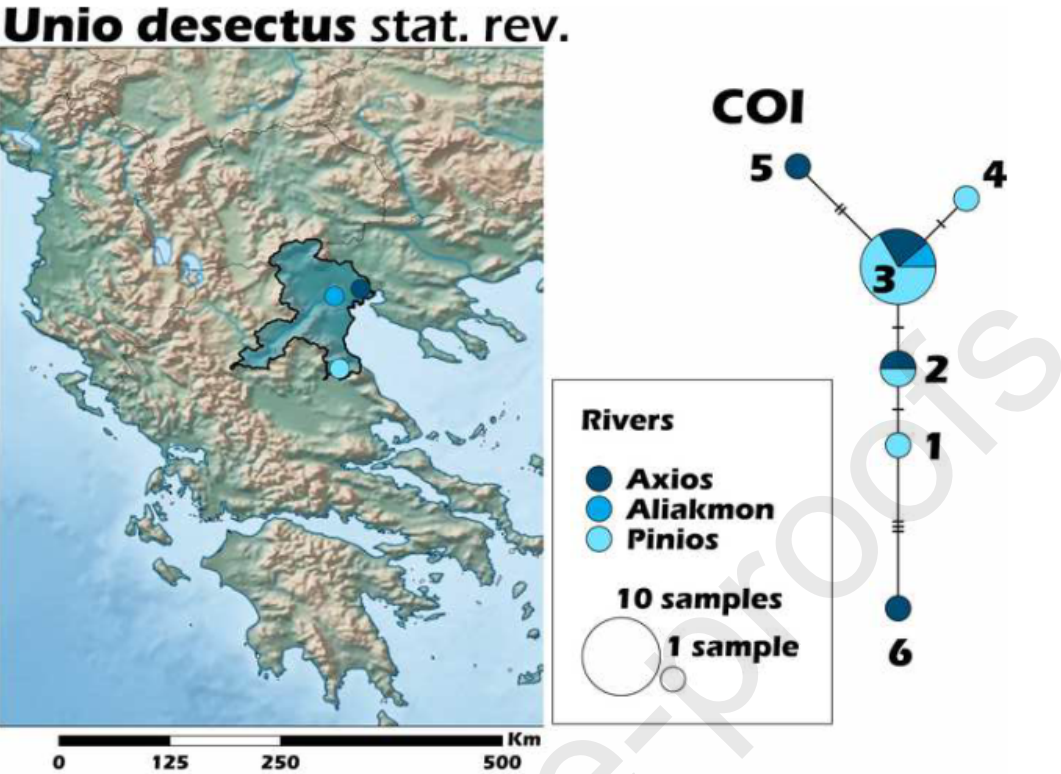 Unio desectus stat. rev.
COI
5
4
3
2
1
6
Rivers
Axios
Aliakmon
Pinios
10 samples
1 sample
Km
0 125 250 500
e-proofs